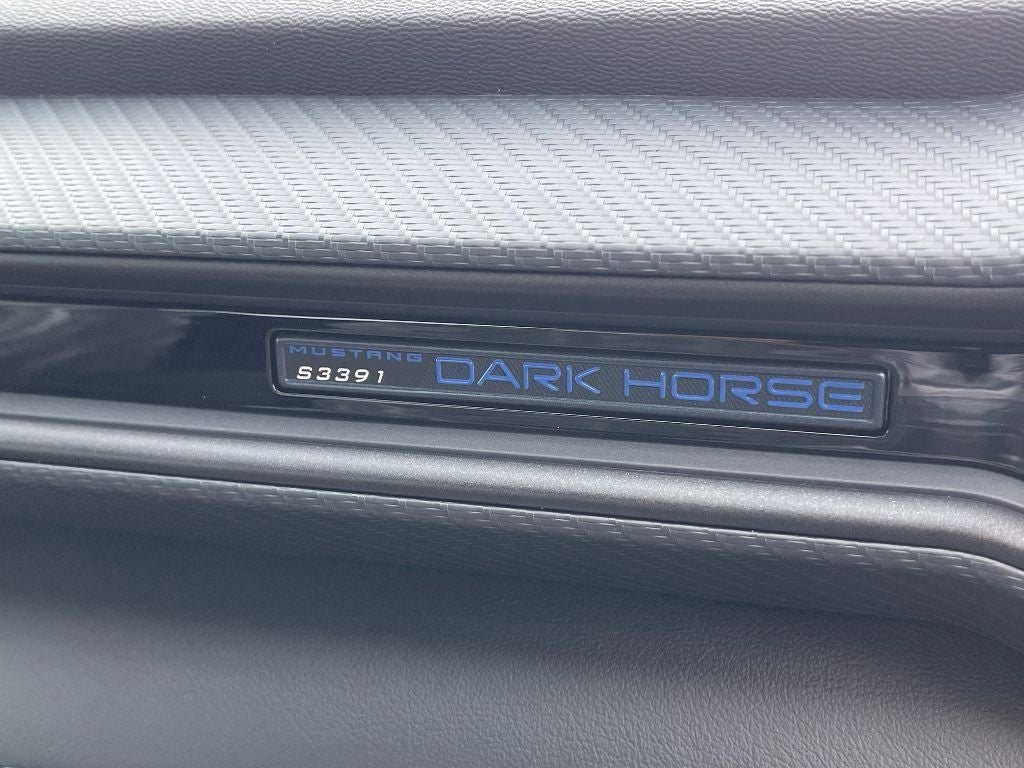 MUSTANG
S3391
DARK HORSE